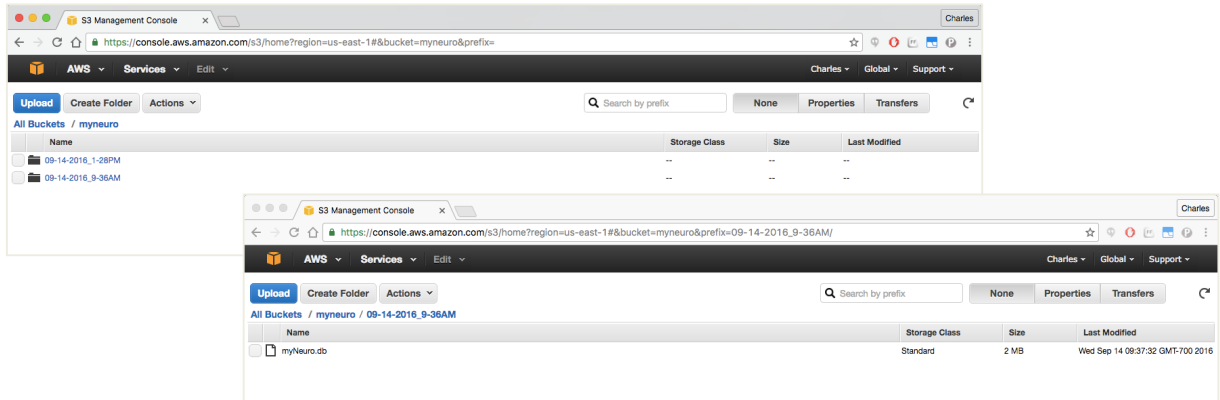 S3 Management Console
Charles
https://console.aws.amazon.com/s3/home?region=us-east-1#&bucket=myneuro&prefix=
AWS Services Edit Charles Global Support
Upload Create Folder Actions Search by prefix None Properties Transfers
All Buckets / myneuro
Name Storage Class Size Last Modified
09-14-2016_1-28PM -- -- --
09-14-2016_9-36AM -- -- --
S3 Management Console
Charles
https://console.aws.amazon.com/s3/home?region=us-east-1#&bucket=myneuro&prefix=09-14-2016_9-36AM/
AWS Services Edit Charles Global Support
Upload Create Folder Actions Search by prefix None Properties Transfers
All Buckets / myneuro / 09-14-2016_9-36AM
Name Storage Class Size Last Modified
myNeuro.db Standard 2 MB Wed Sep 14 09:37:32 GMT-700 2016